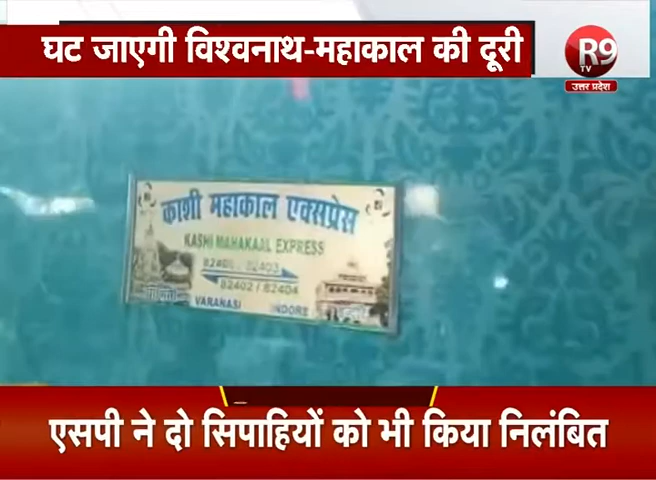 घट जाएगी विश्वनाथ-महाकाल की दूरी
R9
TV
उत्तर प्रदेश
काशी महाकाल एक्सप्रेस
KASHI MAHAKAAL EXPRESS
82403
82402 / 82404
VARANASI INDORE
एसपी ने दो सिपाहियों को भी किया निलंबित